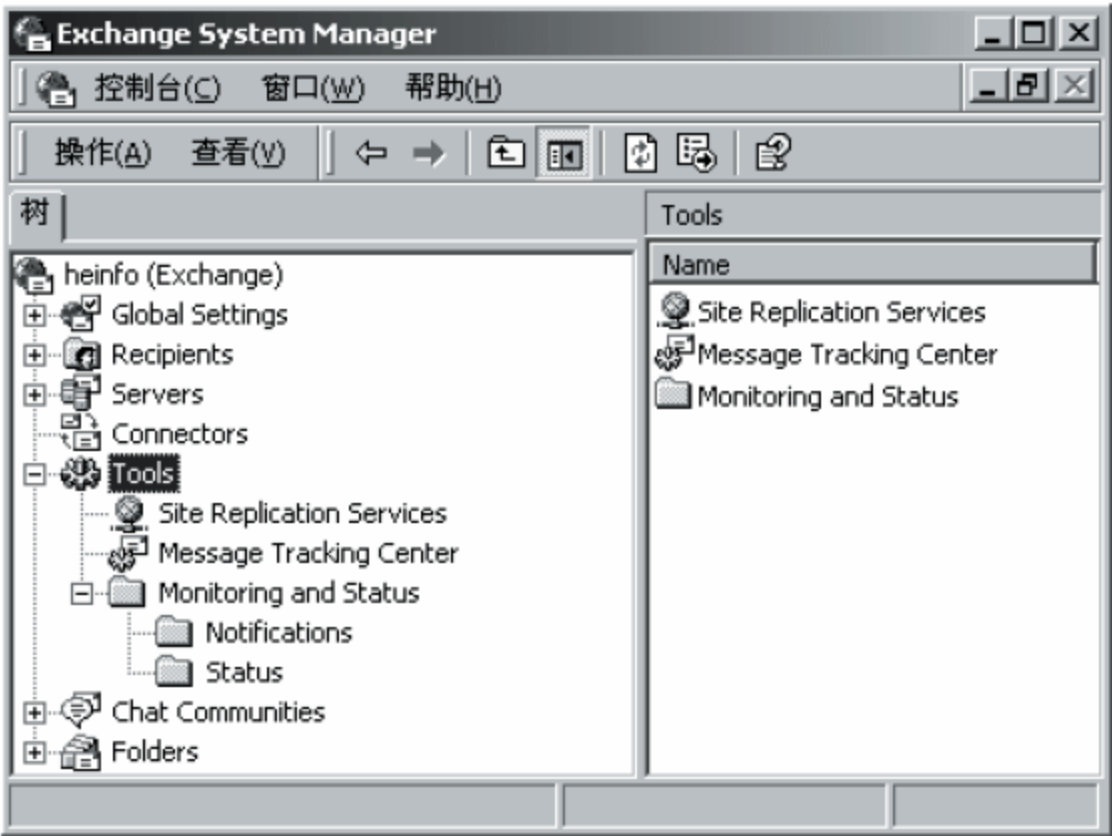 Exchange System Manager
控制台(C) 窗口(W) 帮助(H)
操作(A) 查看(V)
树
heinfo (Exchange)
Global Settings
Recipients
Servers
Connectors
Tools
Site Replication Services
Message Tracking Center
Monitoring and Status
Notifications
Status
Chat Communities
Folders
Tools
Name
Site Replication Services
Message Tracking Center
Monitoring and Status